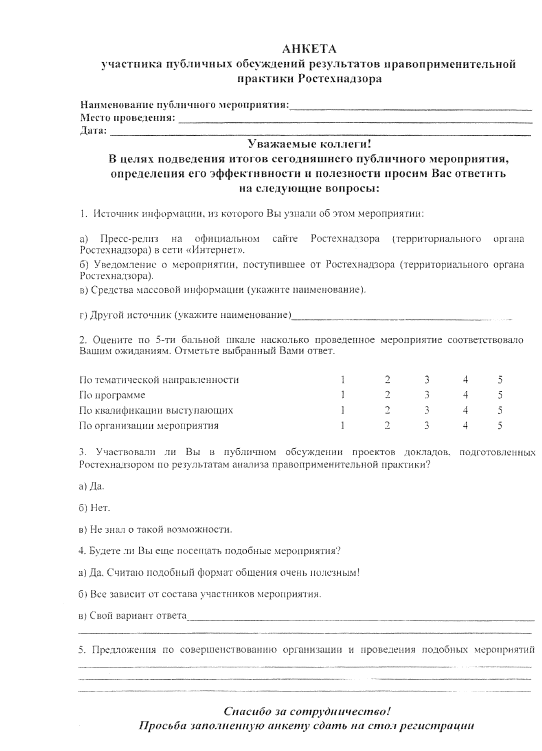 АНКЕТА
участника публичных обсуждений результатов правоприменительной
практики Ростехнадзора
Наименование публичного мероприятия:
Место проведения:
Дата:
Уважаемые коллеги!
В целях подведения итогов сегодняшнего публичного мероприятия,
определения его эффективности и полезности просим Вас ответить
на следующие вопросы:
1. Источник информации, из которого Вы узнали об этом мероприятии:
а) Пресс-релиз на официальном сайте Ростехнадзора (территориального органа
Ростехнадзора) в сети «Интернет».
б) Уведомление о мероприятии, поступившее от Ростехнадзора (территориального органа
Ростехнадзора).
в) Средства массовой информации (укажите наименование).
г) Другой источник (укажите наименование)
2. Оцените по 5-ти бальной шкале насколько проведенное мероприятие соответствовало
Вашим ожиданиям. Отметьте выбранный Вами ответ.
По тематической направленности 1 2 3 4 5
По программе 1 2 3 4 5
По квалификации выступающих 1 2 3 4 5
По организации мероприятия 1 2 3 4 5
3. Участвовали ли Вы в публичном обсуждении проектов докладов, подготовленных
Ростехнадзором по результатам анализа правоприменительной практики?
а) Да.
б) Нет.
в) Не знал о такой возможности.
4. Будете ли Вы еще посещать подобные мероприятия?
а) Да. Считаю подобный формат общения очень полезным!
б) Все зависит от состава участников мероприятия.
в) Свой вариант ответа
5. Предложения по совершенствованию организации и проведения подобных мероприятий
Спасибо за сотрудничество!
Просьба заполненную анкету сдать на стол регистрации